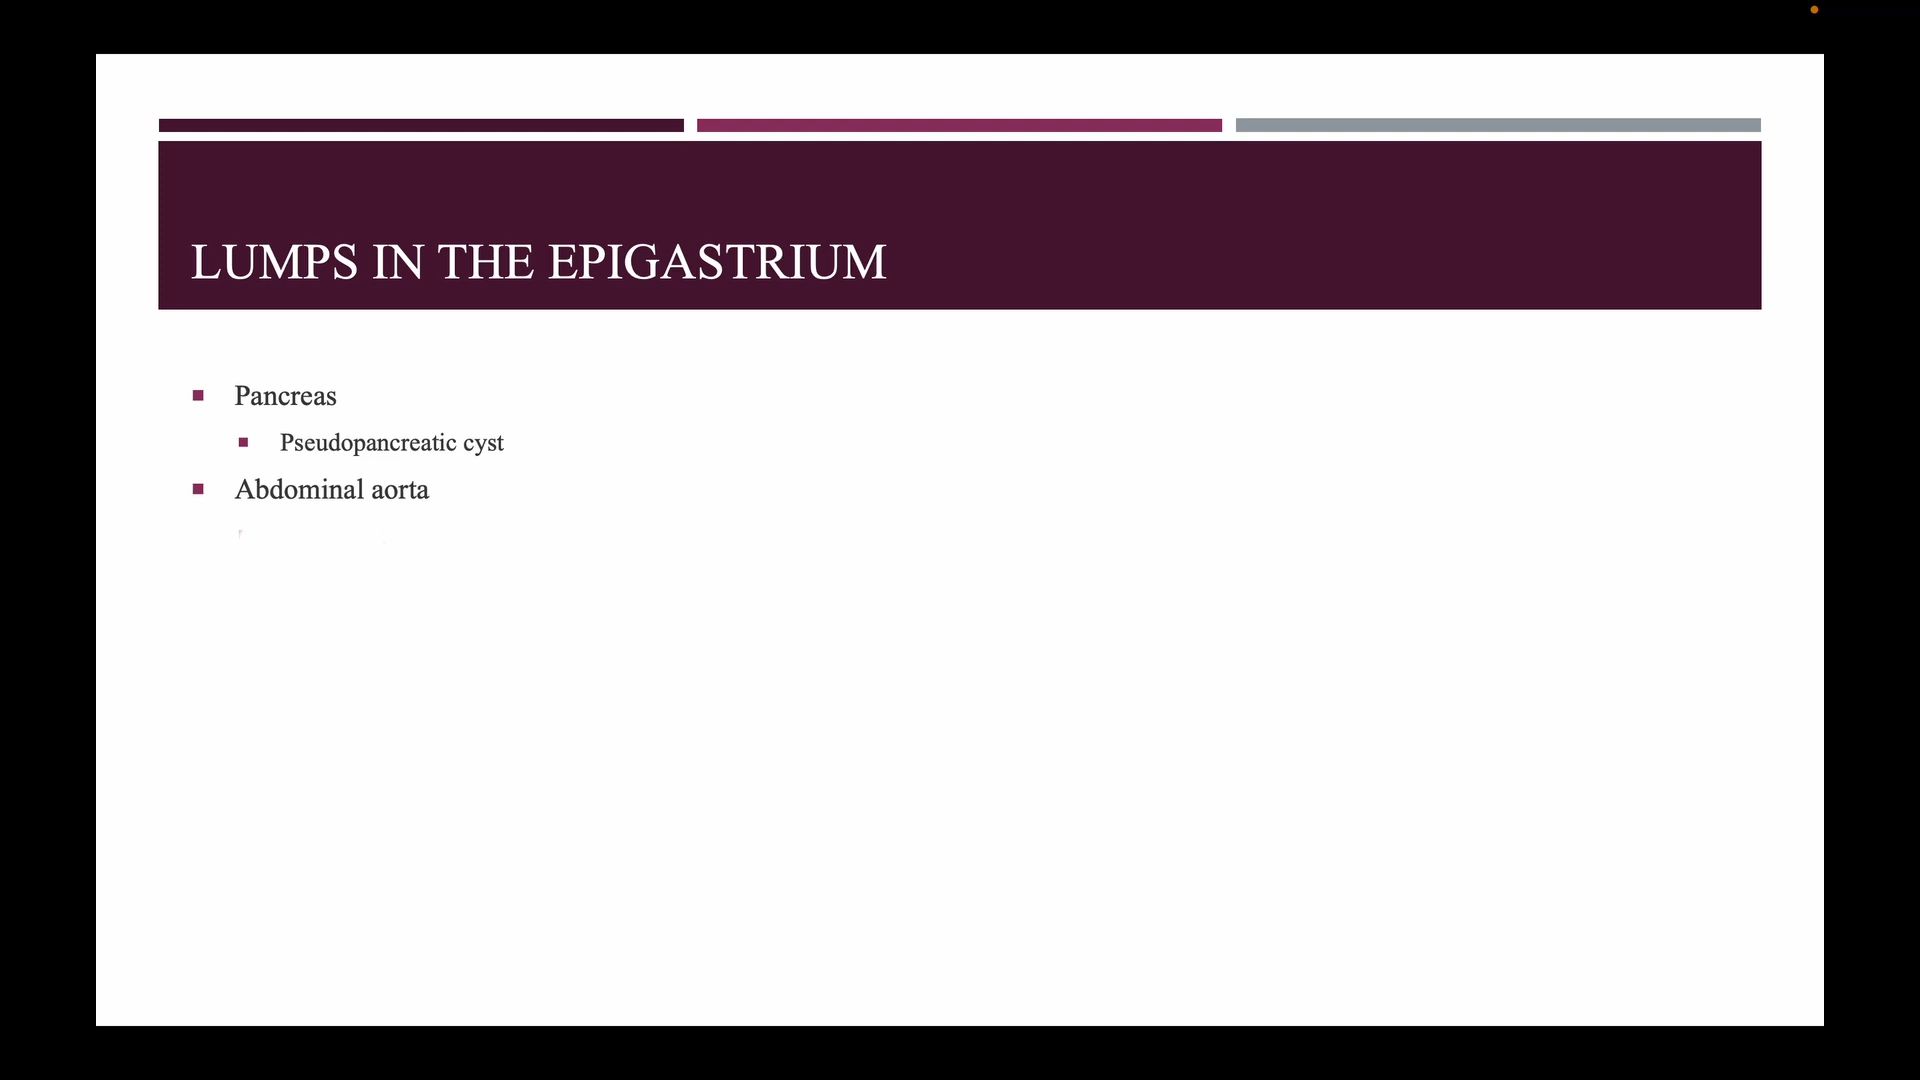 LUMPS IN THE EPIGASTRIUM
Pancreas
Pseudopancreatic cyst
Abdominal aorta